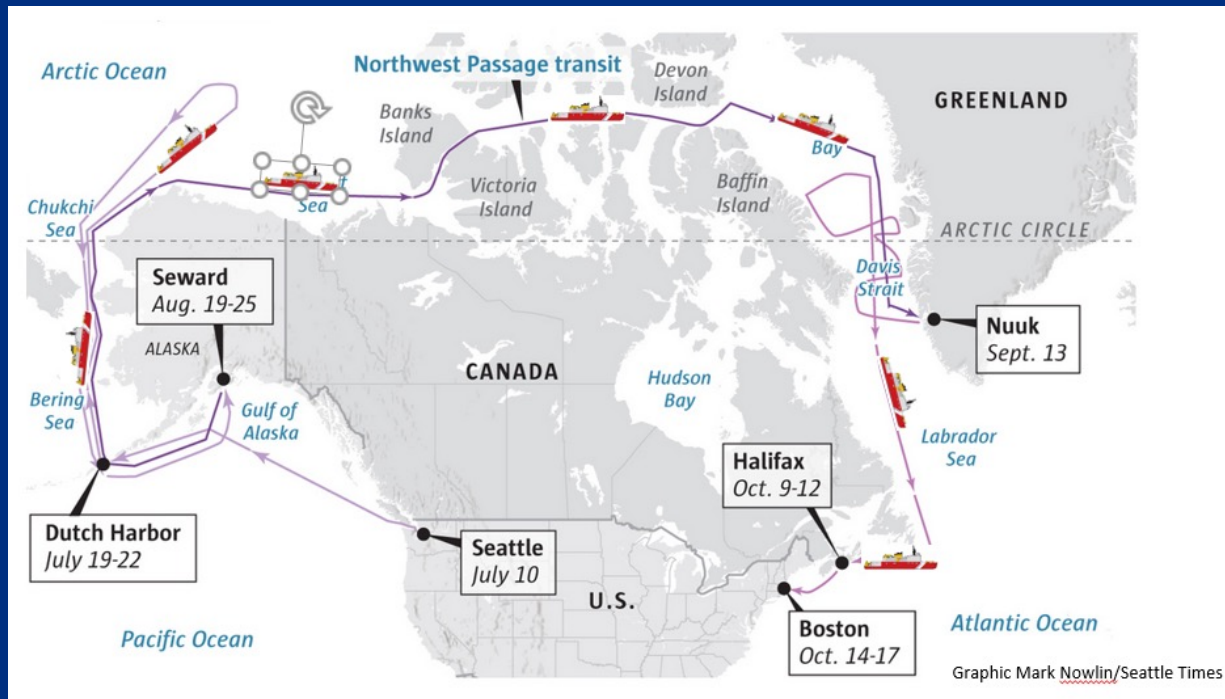 Arctic Ocean
Northwest Passage transit
Devon
Island
GREENLAND
Banks
Island
Bay
Victoria
Island
Baffin
Island
t
Sea
Chukchi
Sea
ARCTIC CIRCLE
Seward
Aug. 19-25
Davis
Strait
ALASKA
Nuuk
Sept. 13
CANADA
Hudson
Bay
Bering
Sea
Gulf of
Alaska
Labrador
Sea
Halifax
Oct. 9-12
Dutch Harbor
July 19-22
Seattle
July 10
U.S.
Boston
Oct. 14-17
Atlantic Ocean
Pacific Ocean
Graphic Mark Nowlin/Seattle Times